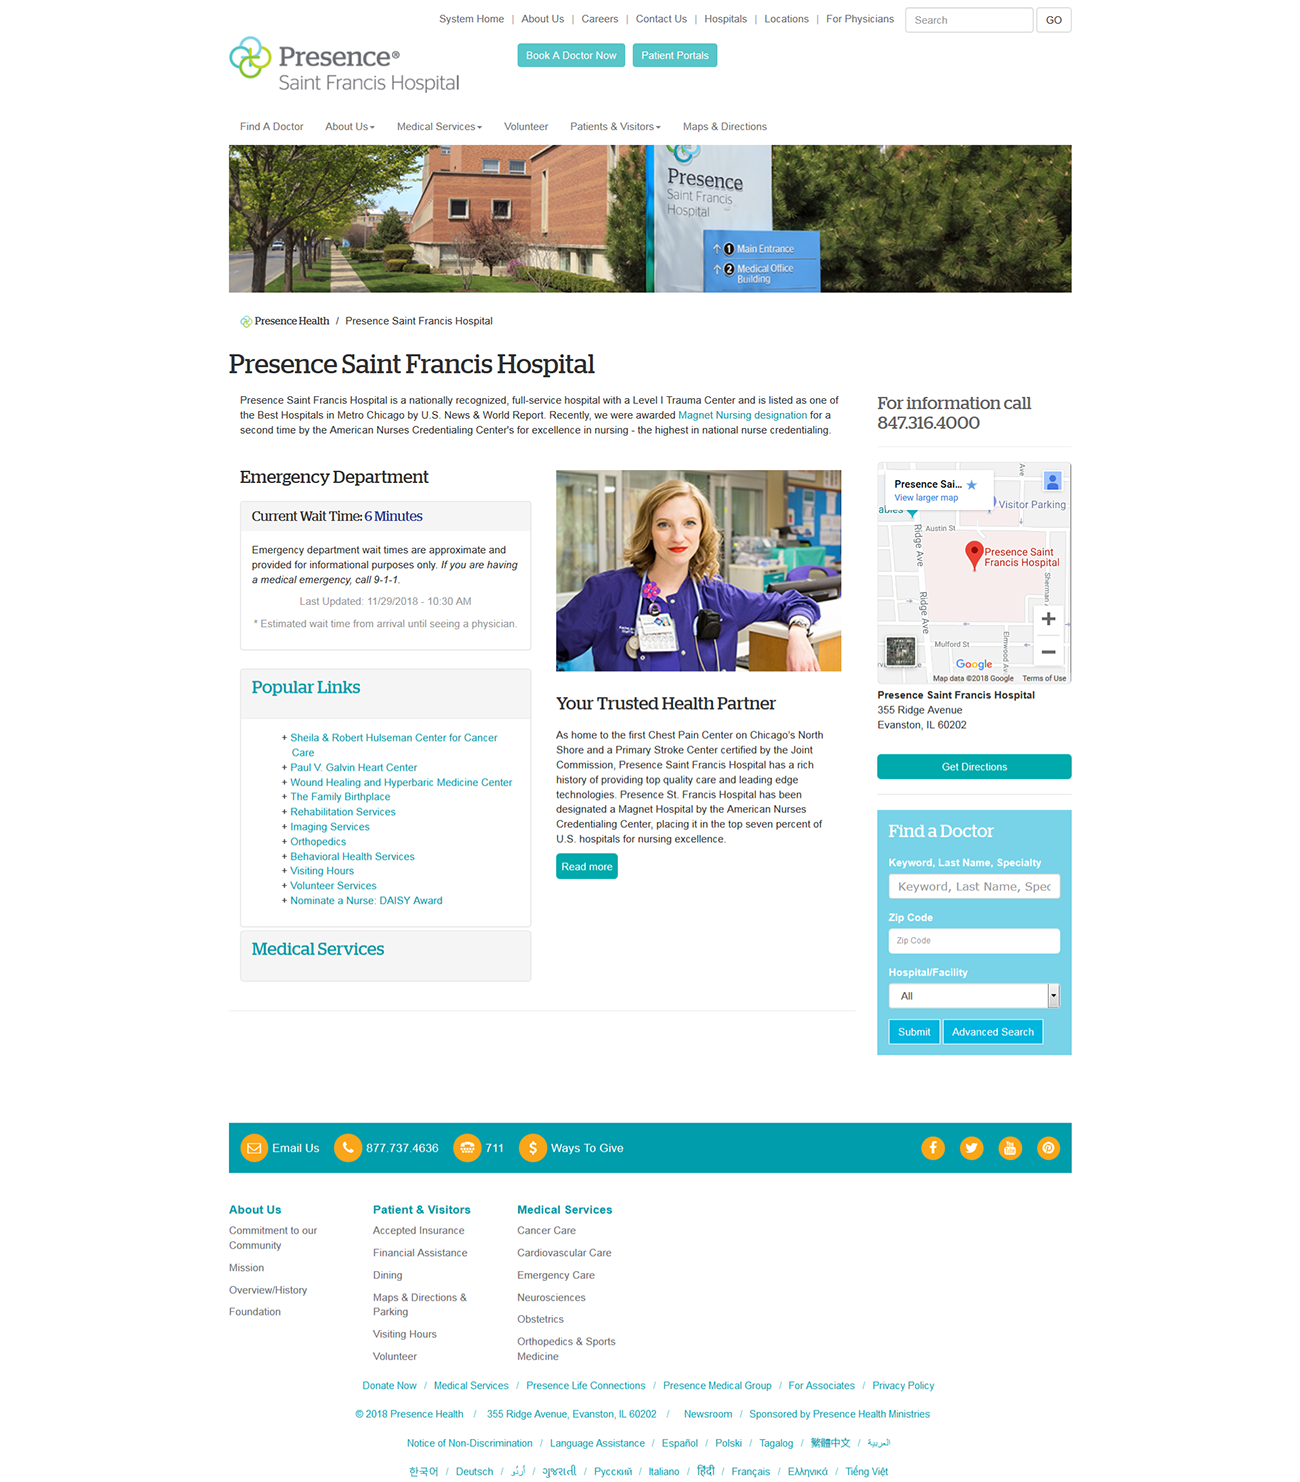 System Home | About Us | Careers | Contact Us | Hospitals | Locations | For Physicians Search GO
Presence®
Saint Francis Hospital
Book A Doctor Now Patient Portals
Find A Doctor About Us Medical Services Volunteer Patients & Visitors Maps & Directions
Presence
Saint Francis
Hospital
↑ 1 Main Entrance
↑ 2 Medical Office
Building
Presence Health / Presence Saint Francis Hospital
Presence Saint Francis Hospital
Presence Saint Francis Hospital is a nationally recognized, full-service hospital with a Level I Trauma Center and is listed as one of
the Best Hospitals in Metro Chicago by U.S. News & World Report. Recently, we were awarded Magnet Nursing designation for a
second time by the American Nurses Credentialing Center's for excellence in nursing - the highest in national nurse credentialing.
Emergency Department
Current Wait Time: 6 Minutes
Emergency department wait times are approximate and
provided for informational purposes only. If you are having
a medical emergency, call 9-1-1.
Last Updated: 11/29/2018 - 10:30 AM
* Estimated wait time from arrival until seeing a physician.
Popular Links
+ Sheila & Robert Hulseman Center for Cancer
Care
+ Paul V. Galvin Heart Center
+ Wound Healing and Hyperbaric Medicine Center
+ The Family Birthplace
+ Rehabilitation Services
+ Imaging Services
+ Orthopedics
+ Behavioral Health Services
+ Visiting Hours
+ Volunteer Services
+ Nominate a Nurse: DAISY Award
Medical Services
Your Trusted Health Partner
As home to the first Chest Pain Center on Chicago's North
Shore and a Primary Stroke Center certified by the Joint
Commission, Presence Saint Francis Hospital has a rich
history of providing top quality care and leading edge
technologies. Presence St. Francis Hospital has been
designated a Magnet Hospital by the American Nurses
Credentialing Center, placing it in the top seven percent of
U.S. hospitals for nursing excellence.
Read more
For information call
847.316.4000
Presence Sai...
View larger map
Ave
Visitor Parking
ables
Austin St
Ridge Ave
Presence Saint
Francis Hospital
Sherman A
Ridge Ave
+
Mulford St
Elmwood Ave
−
Google
Map data ©2018 Google Terms of Use
Presence Saint Francis Hospital
355 Ridge Avenue
Evanston, IL 60202
Get Directions
Find a Doctor
Keyword, Last Name, Specialty
Keyword, Last Name, Spec
Zip Code
Zip Code
Hospital/Facility
All
Submit Advanced Search
Email Us 877.737.4636 711 $ Ways To Give You Tube
About Us
Commitment to our
Community
Mission
Overview/History
Foundation
Patient & Visitors
Accepted Insurance
Financial Assistance
Dining
Maps & Directions &
Parking
Visiting Hours
Volunteer
Medical Services
Cancer Care
Cardiovascular Care
Emergency Care
Neurosciences
Obstetrics
Orthopedics & Sports
Medicine
Donate Now / Medical Services / Presence Life Connections / Presence Medical Group / For Associates / Privacy Policy
© 2018 Presence Health / 355 Ridge Avenue, Evanston, IL 60202 / Newsroom / Sponsored by Presence Health Ministries
Notice of Non-Discrimination / Language Assistance / Español / Polski / Tagalog / 繁體中文 / العربية
한국어 / Deutsch / اُردُو / ગુજરાતી / Русский / Italiano / हिंदी / Français / Ελληνικά / Tiếng Việt